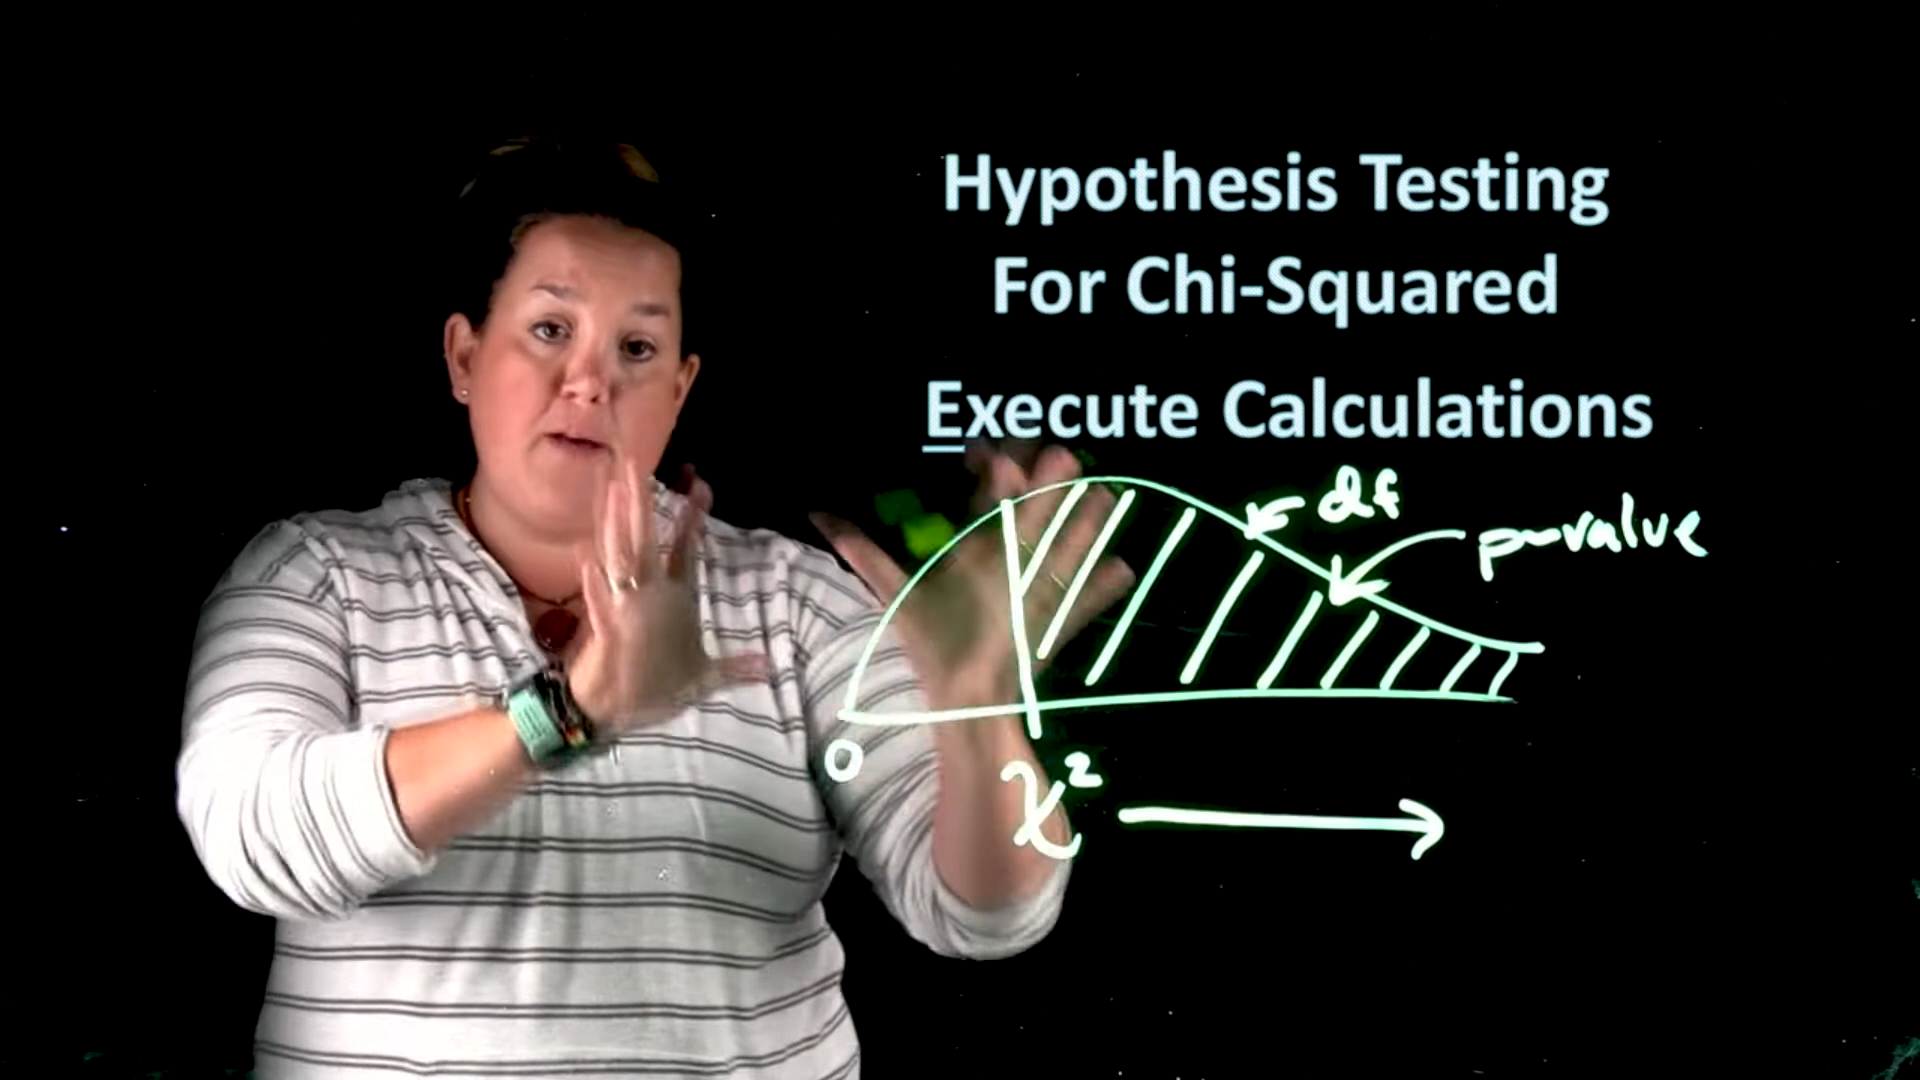 Hypothesis Testing
For Chi-Squared
Execute Calculations
df
p-value
0
χ²